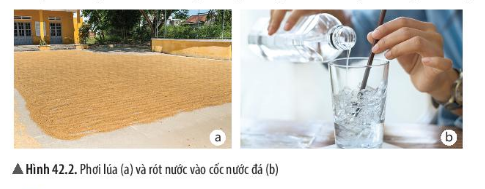 a
b
▲ Hình 42.2. Phơi lúa (a) và rót nước vào cốc nước đá (b)